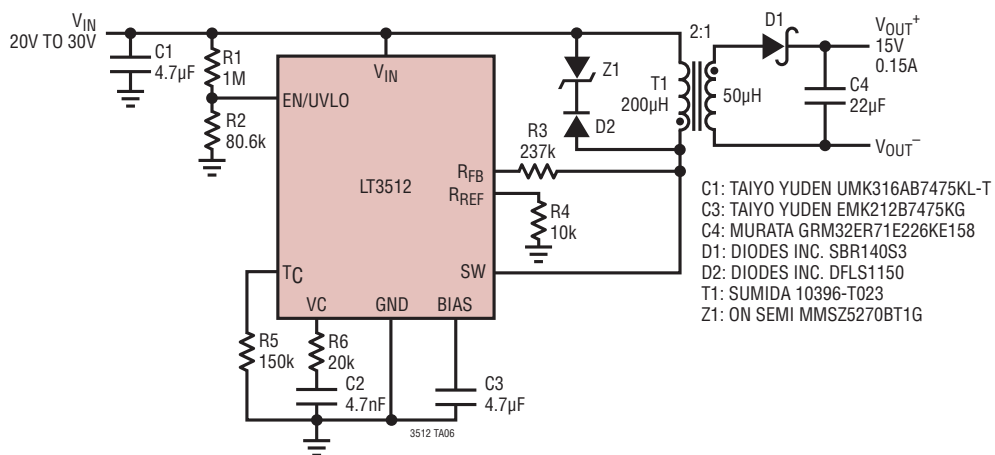 VIN
20V TO 30V
C1
4.7µF
R1
1M
R2
80.6k
VIN
EN/UVLO
LT3512
RFB
RREF
SW
TC
VC
GND
BIAS
Z1
D2
R3
237k
R4
10k
T1
200µH
2:1
50µH
D1
C4
22µF
VOUT+
15V
0.15A
VOUT–
R5
150k
R6
20k
C2
4.7nF
C3
4.7µF
3512 TA06
C1: TAIYO YUDEN UMK316AB7475KL-T
C3: TAIYO YUDEN EMK212B7475KG
C4: MURATA GRM32ER71E226KE158
D1: DIODES INC. SBR140S3
D2: DIODES INC. DFLS1150
T1: SUMIDA 10396-T023
Z1: ON SEMI MMSZ5270BT1G